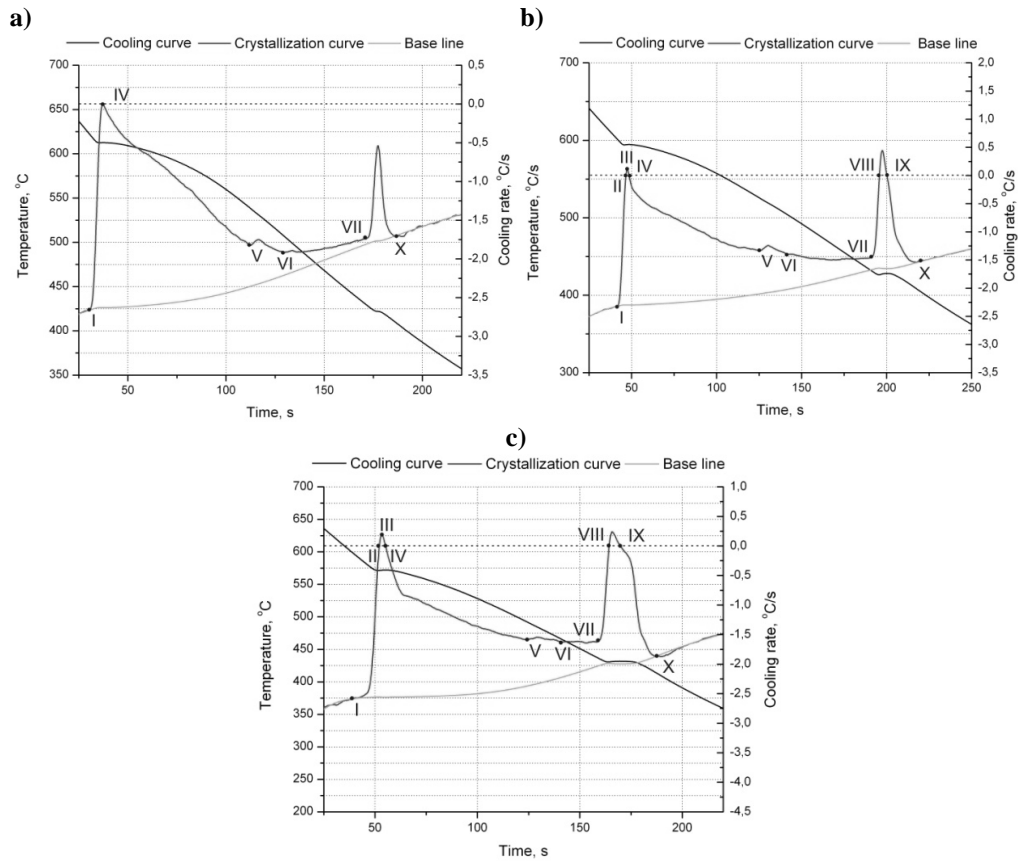 a)
Cooling curve Crystallization curve Base line
700
650
600
550
500
450
400
350
Temperature, °C
50 100 150 200
Time, s
0,5
0,0
-0,5
-1,0
-1,5
-2,0
-2,5
-3,0
-3,5
Cooling rate, °C/s
I
IV
V
VI
VII
X
b)
Cooling curve Crystallization curve Base line
700
600
500
400
300
Temperature, °C
50 100 150 200 250
Time, s
2,0
1,5
1,0
0,5
0,0
-0,5
-1,0
-1,5
-2,0
-2,5
-3,0
-3,5
Cooling rate, °C/s
I
II
III
IV
V
VI
VII
VIII
IX
X
c)
Cooling curve Crystallization curve Base line
700
650
600
550
500
450
400
350
300
250
200
Temperature, °C
50 100 150 200
Time, s
1,0
0,5
0,0
-0,5
-1,0
-1,5
-2,0
-2,5
-3,0
-3,5
-4,0
-4,5
Cooling rate, °C/s
I
II
III
IV
V
VI
VII
VIII
IX
X